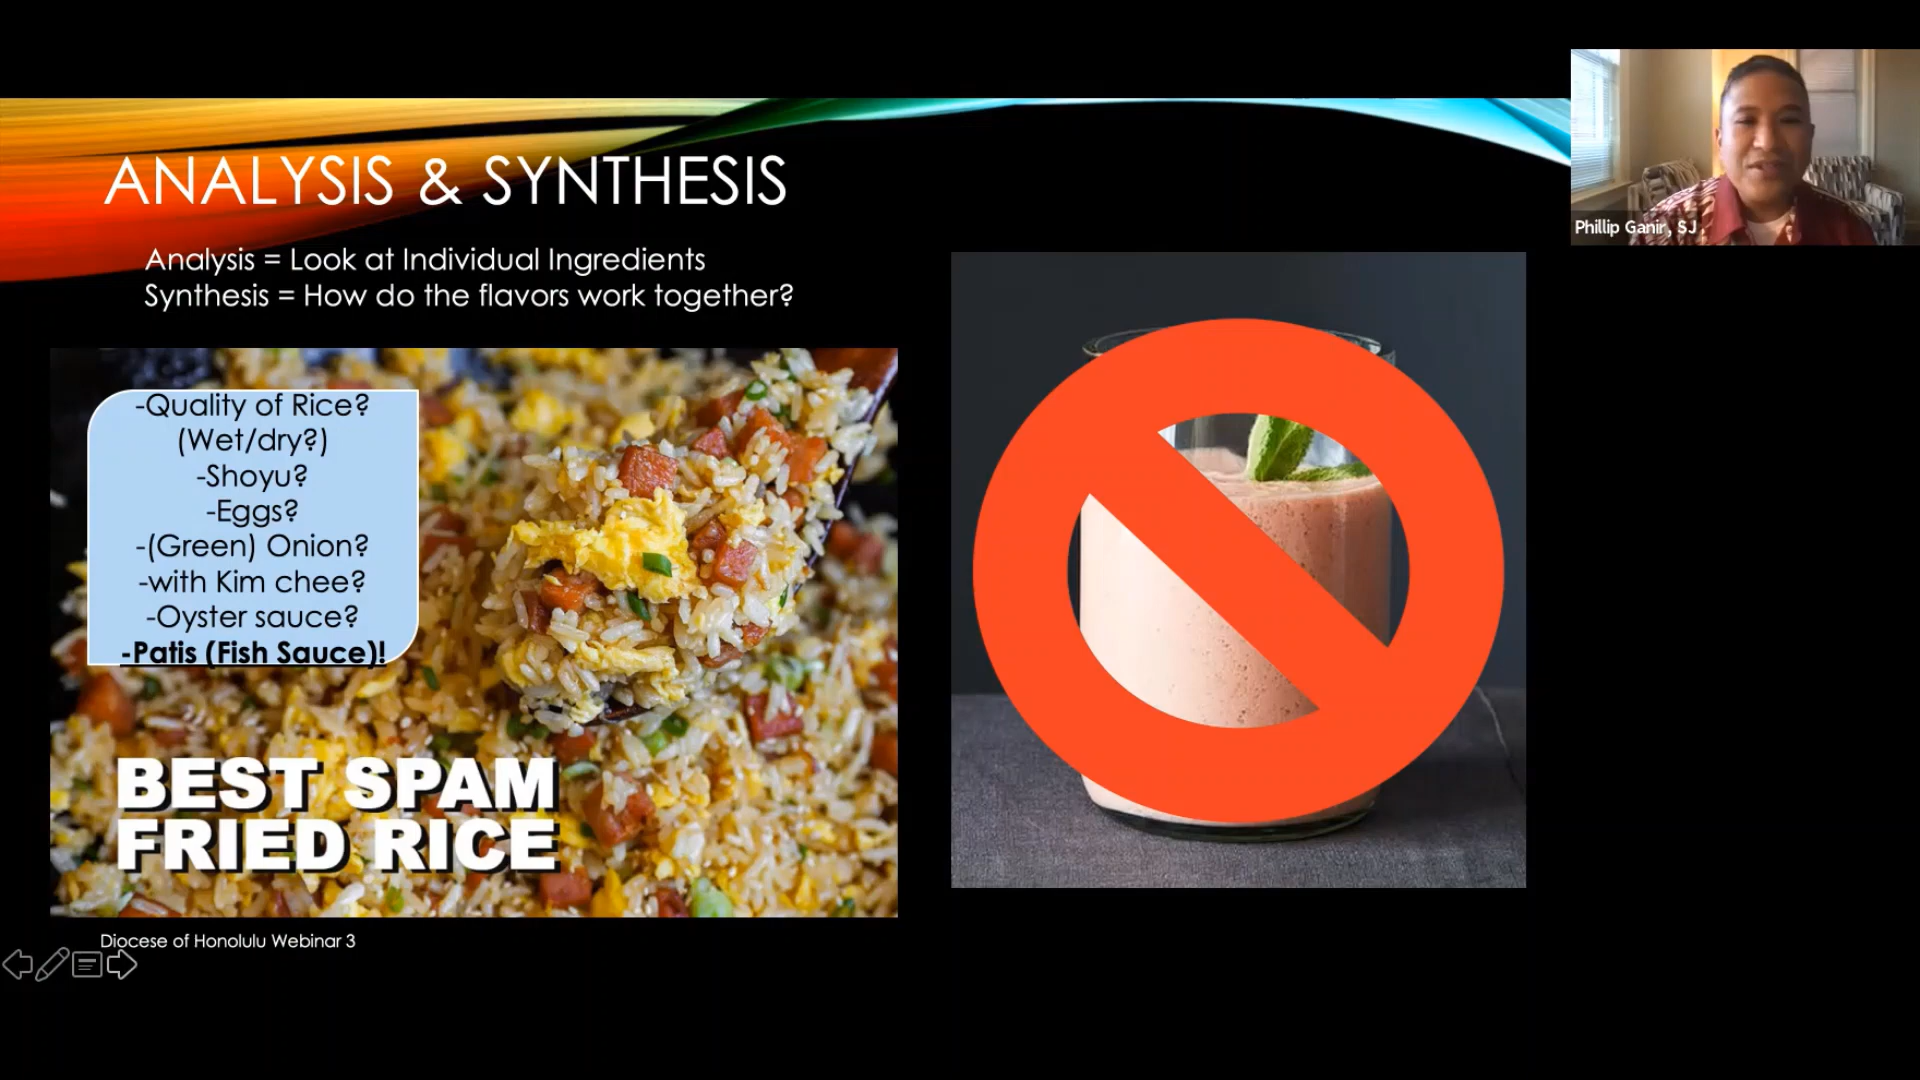 ANALYSIS & SYNTHESIS
Analysis = Look at Individual Ingredients
Synthesis = How do the flavors work together?
-Quality of Rice?
(Wet/dry?)
-Shoyu?
-Eggs?
-(Green) Onion?
-with Kim chee?
-Oyster sauce?
-Patis (Fish Sauce)!
BEST SPAM
FRIED RICE
Diocese of Honolulu Webinar 3
Phillip Ganir, SJ